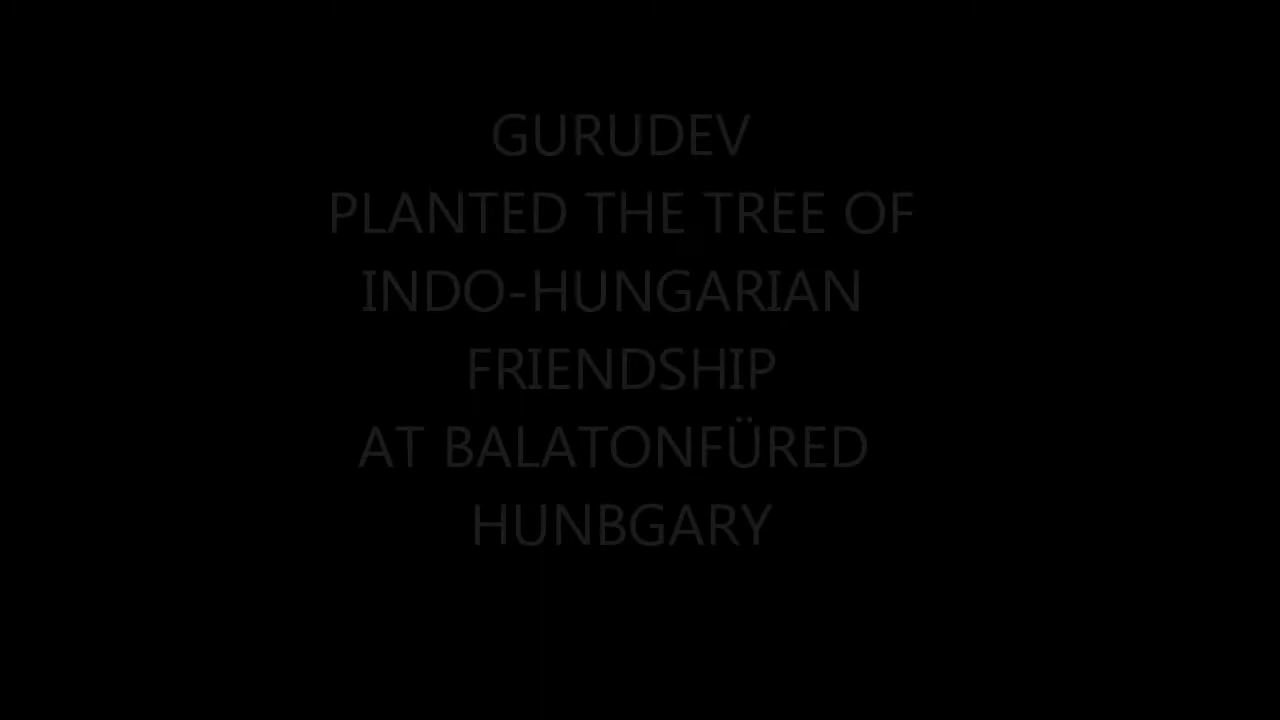 GURUDEV
PLANTED THE TREE OF
INDO-HUNGARIAN
FRIENDSHIP
AT BALATONFÜRED
HUNBGARY